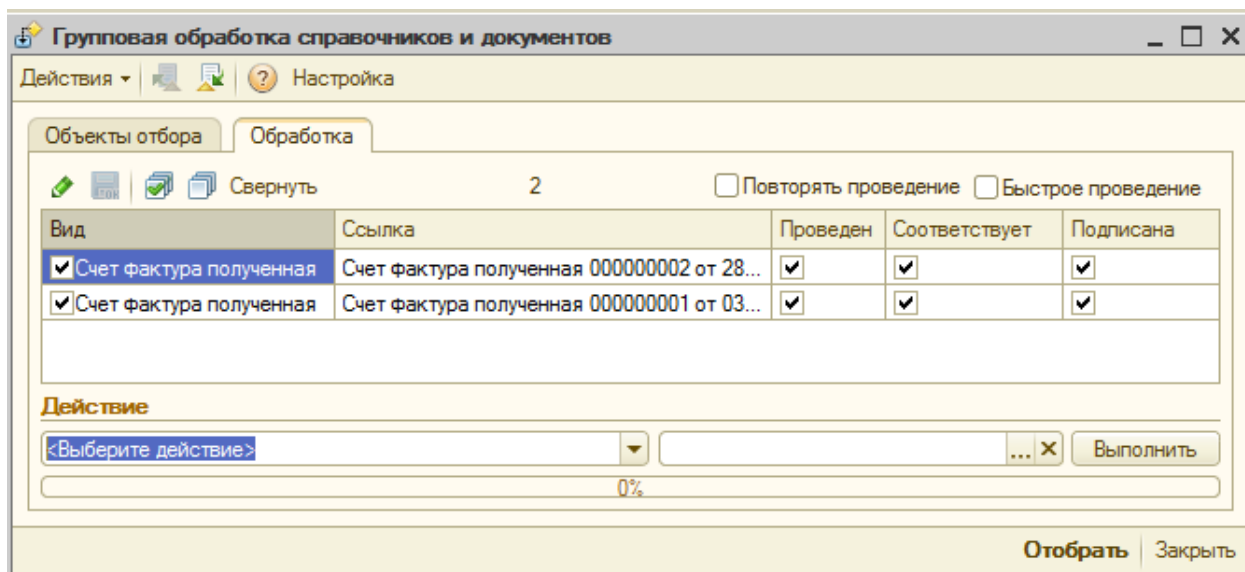 Групповая обработка справочников и документов
Действия Настройка
Объекты отбора Обработка
Свернуть 2 Повторять проведение Быстрое проведение
Вид Ссылка Проведен Соответствует Подписана
Счет фактура полученная Счет фактура полученная 000000002 от 28...
Счет фактура полученная Счет фактура полученная 000000001 от 03...
Действие
<Выберите действие> ... Выполнить
0%
Отобрать Закрыть